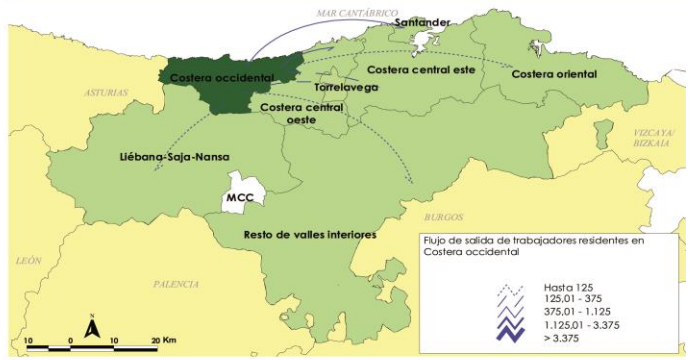 MAR CANTÁBRICO
Santander
Costera occidental
Costera central este
Costera oriental
ASTURIAS
Torrelavega
Costera central
oeste
VIZCAYA/
BIZKAIA
Liébana-Saja-Nansa
MCC
BURGOS
Resto de valles interiores
LEÓN
PALENCIA
Flujo de salida de trabajadores residentes en
Costera occidental
Hasta 125
125,01 - 375
375,01 - 1.125
1.125,01 - 3.375
> 3.375
10 0 10 20 Km